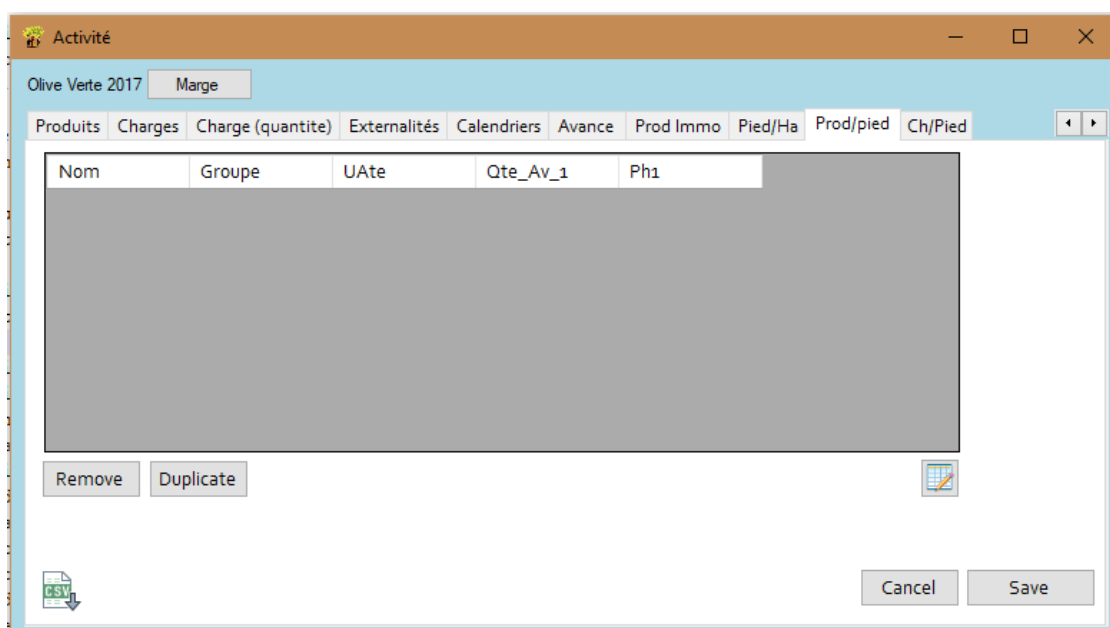 Activité
Olive Verte 2017 Marge
Produits Charges Charge (quantite) Externalités Calendriers Avance Prod Immo Pied/Ha Prod/pied Ch/Pied
Nom Groupe UAte Qte_Av_1 Ph1
Remove Duplicate
CSV
Cancel Save